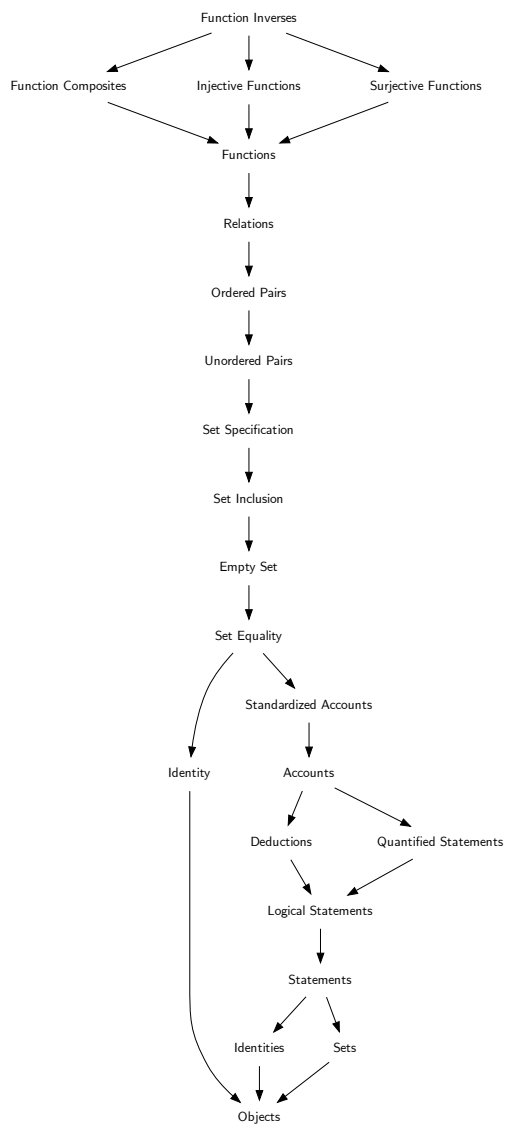 Function Inverses
Function Composites
Injective Functions
Surjective Functions
Functions
Relations
Ordered Pairs
Unordered Pairs
Set Specification
Set Inclusion
Empty Set
Set Equality
Standardized Accounts
Identity
Accounts
Deductions
Quantified Statements
Logical Statements
Statements
Identities
Sets
Objects